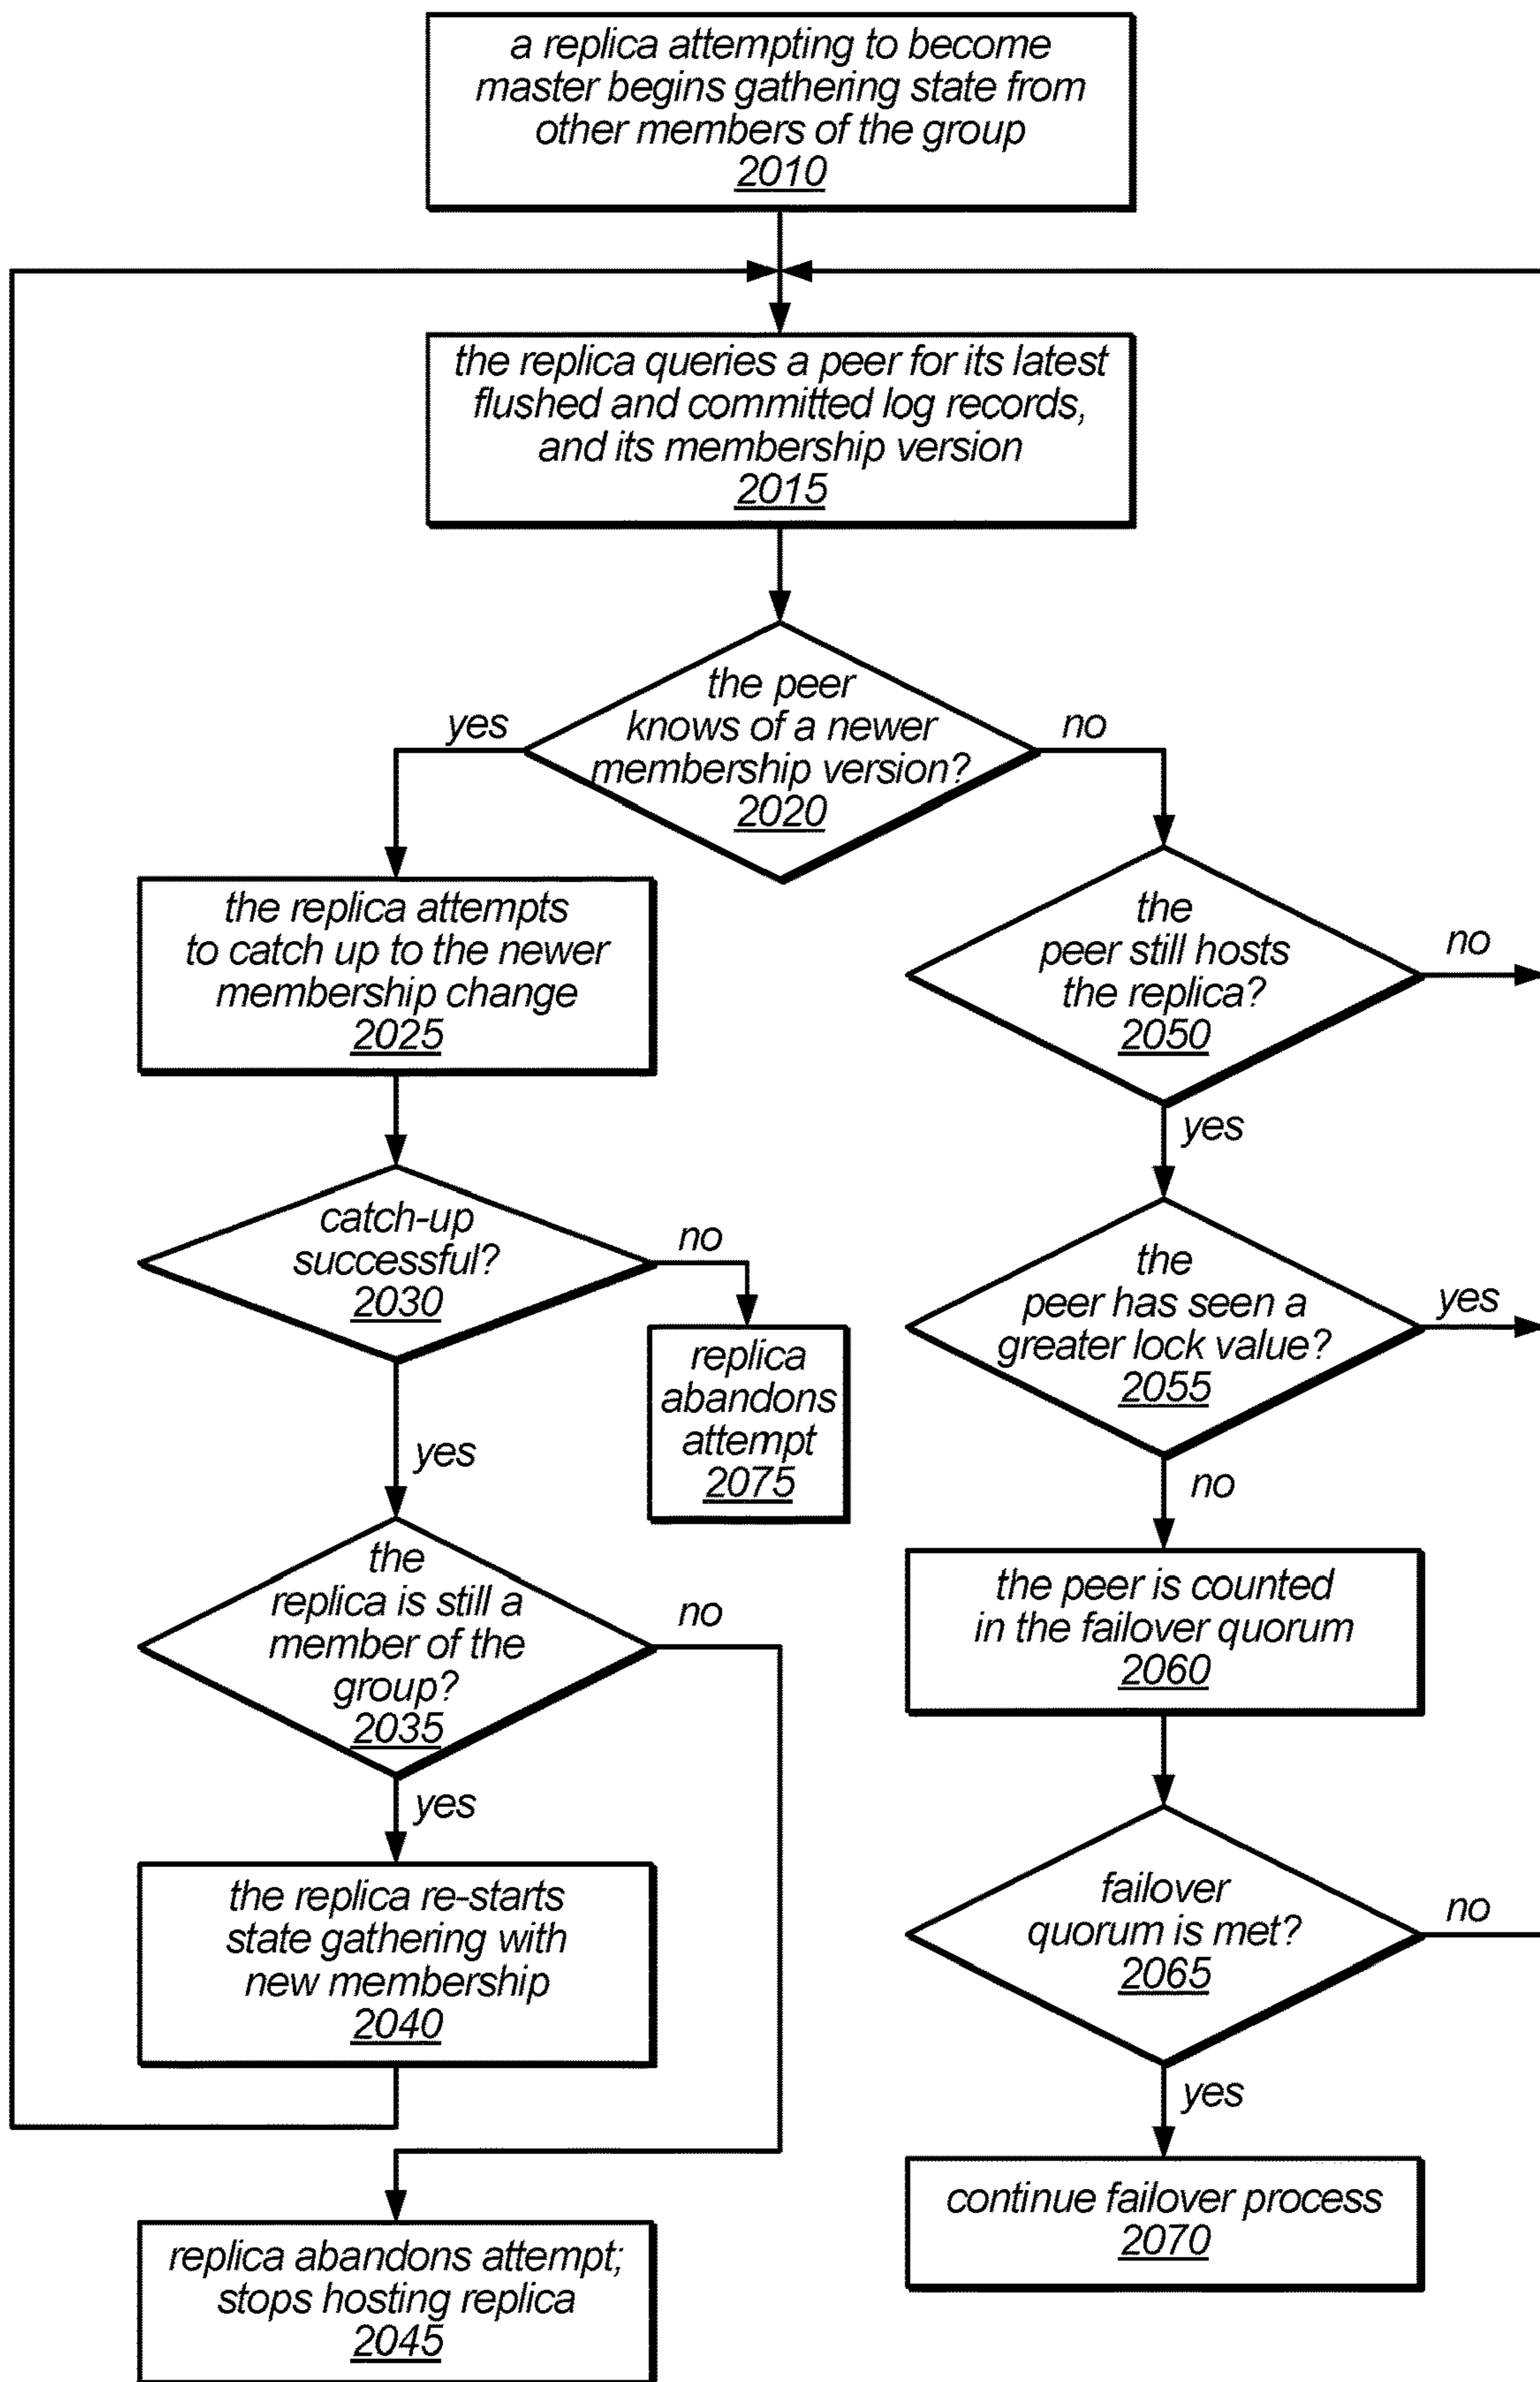 a replica attempting to become
master begins gathering state from
other members of the group
2010
the replica queries a peer for its latest
flushed and committed log records,
and its membership version
2015
the peer
knows of a newer
membership version?
2020
yes
no
the replica attempts
to catch up to the newer
membership change
2025
the
peer still hosts
the replica?
2050
no
yes
catch-up
successful?
2030
no
yes
replica
abandons
attempt
2075
the
peer has seen a
greater lock value?
2055
yes
no
the
replica is still a
member of the
group?
2035
no
yes
the peer is counted
in the failover quorum
2060
the replica re-starts
state gathering with
new membership
2040
failover
quorum is met?
2065
no
yes
replica abandons attempt;
stops hosting replica
2045
continue failover process
2070